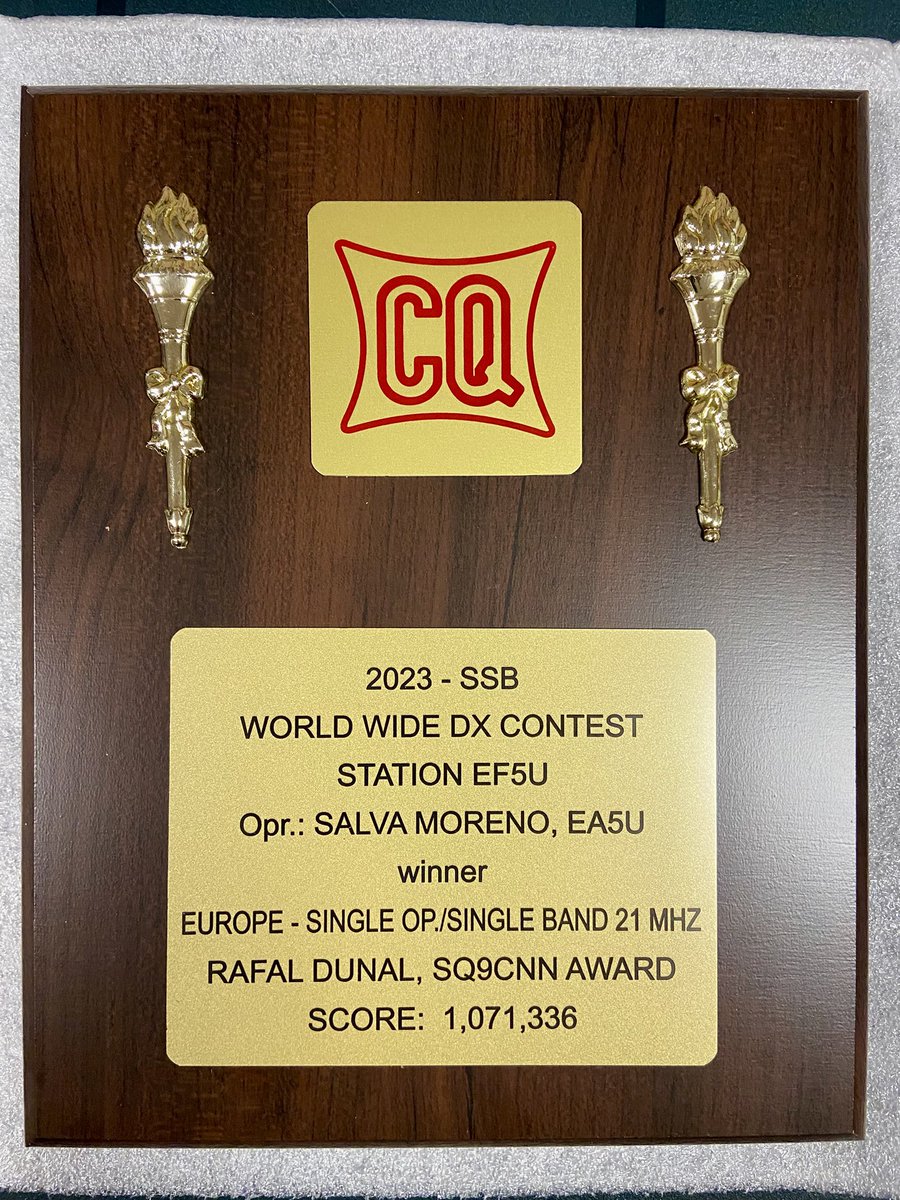 CQ
2023 - SSB
WORLD WIDE DX CONTEST
STATION EF5U
Opr.: SALVA MORENO, EA5U
winner
EUROPE - SINGLE OP./SINGLE BAND 21 MHZ
RAFAL DUNAL, SQ9CNN AWARD
SCORE: 1,071,336